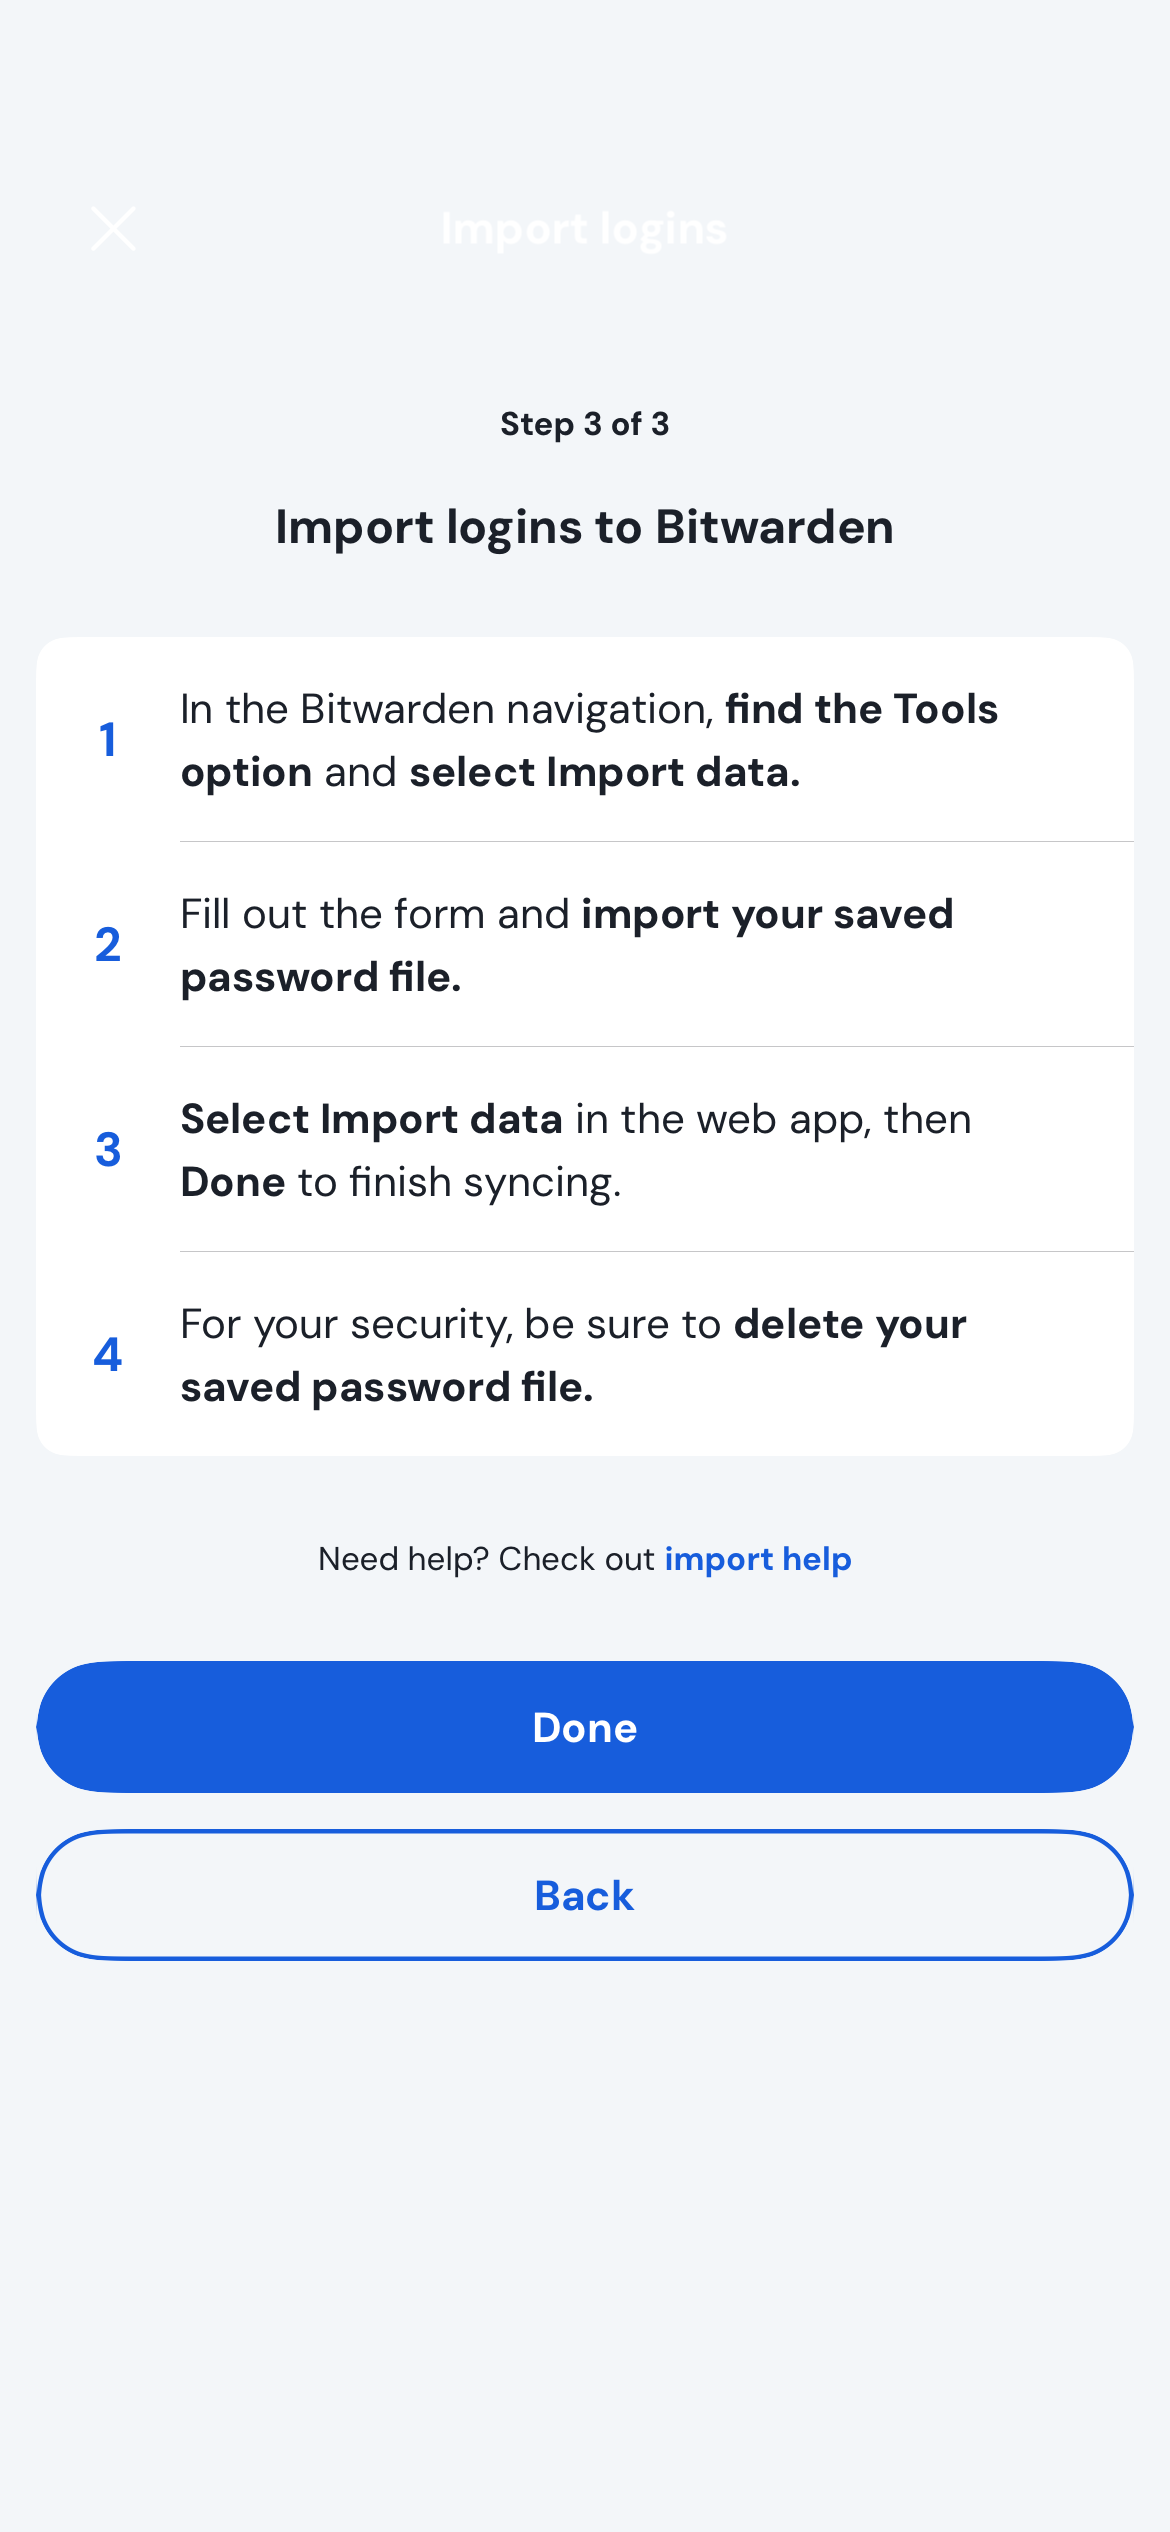 Import logins
Step 3 of 3
Import logins to Bitwarden
1
In the Bitwarden navigation, find the Tools
option and select Import data.
2
Fill out the form and import your saved
password file.
3
Select Import data in the web app, then
Done to finish syncing.
4
For your security, be sure to delete your
saved password file.
Need help? Check out import help
Done
Back